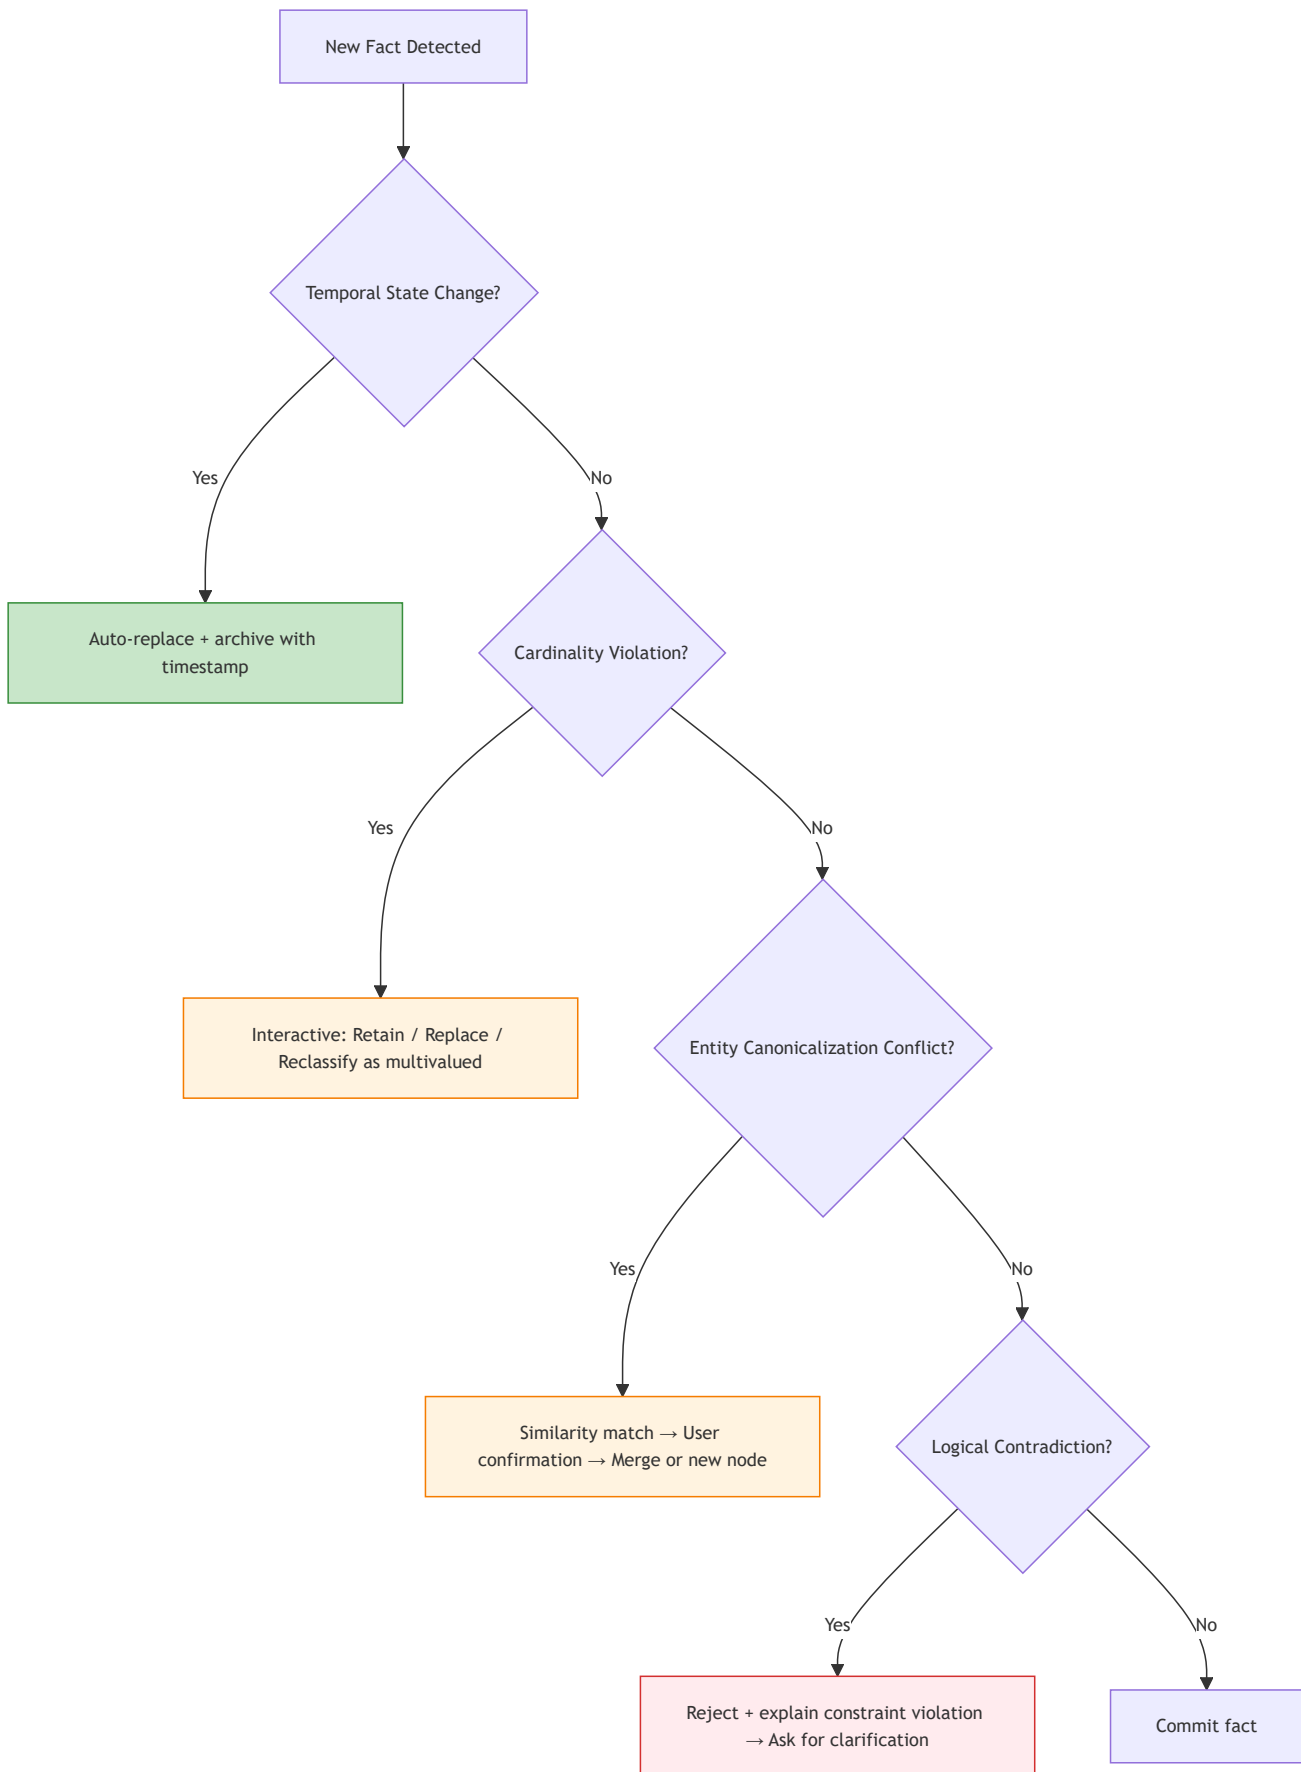 New Fact Detected
Temporal State Change?
Yes
No
Auto-replace + archive with
timestamp
Cardinality Violation?
Yes
No
Interactive: Retain / Replace /
Reclassify as multivalued
Entity Canonicalization Conflict?
Yes
No
Similarity match → User
confirmation → Merge or new node
Logical Contradiction?
Yes
No
Reject + explain constraint violation
→ Ask for clarification
Commit fact